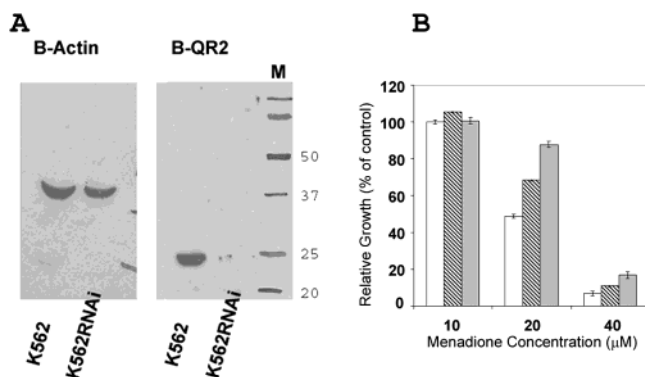 A
B-Actin
B-QR2
M
50
37
25
20
K562
K562RNAi
K562
K562RNAi
B
120
100
80
60
40
20
0
Relative Growth (% of control)
10
20
40
Menadione Concentration (μM)